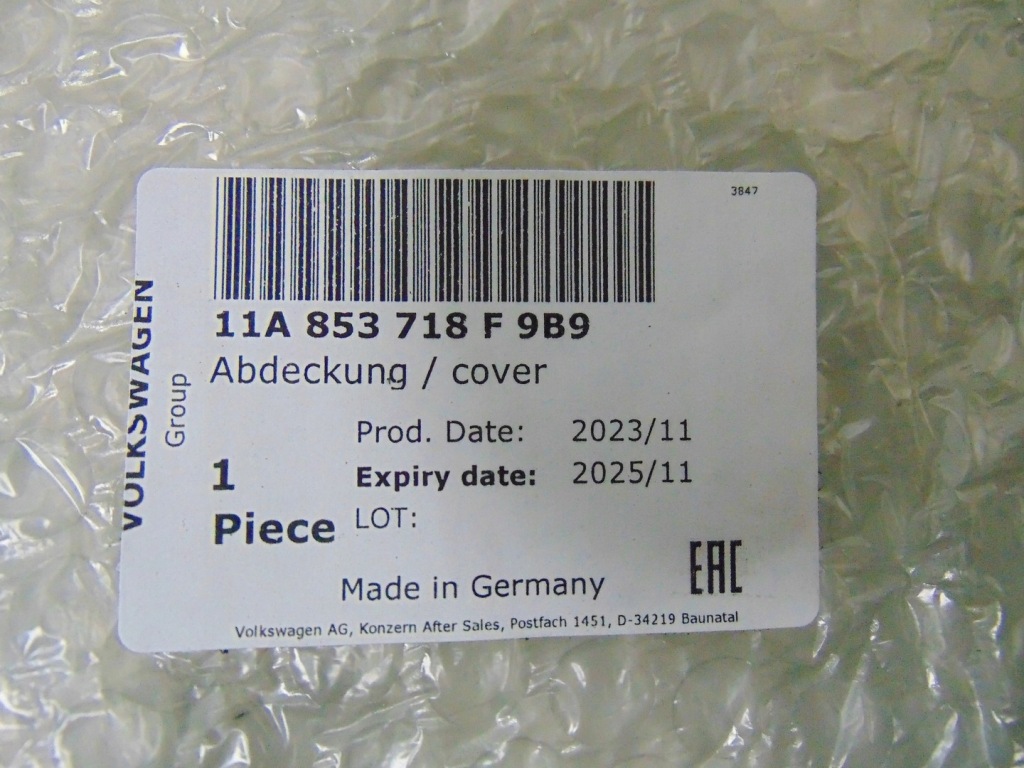 3847
11A 853 718 F 9B9
Abdeckung / cover
VOLKSWAGEN
Group
Prod. Date: 2023/11
1
Expiry date: 2025/11
Piece
LOT:
EAC
Made in Germany
Volkswagen AG, Konzern After Sales, Postfach 1451, D-34219 Baunatal